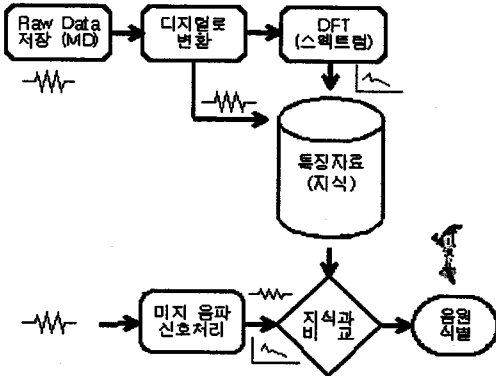 Raw Data
저장 (MD)
디지털로
변환
DFT
(스펙트럼)
특징자료
(지식)
미지 음파
신호처리
지식과
비 교
음원
식별